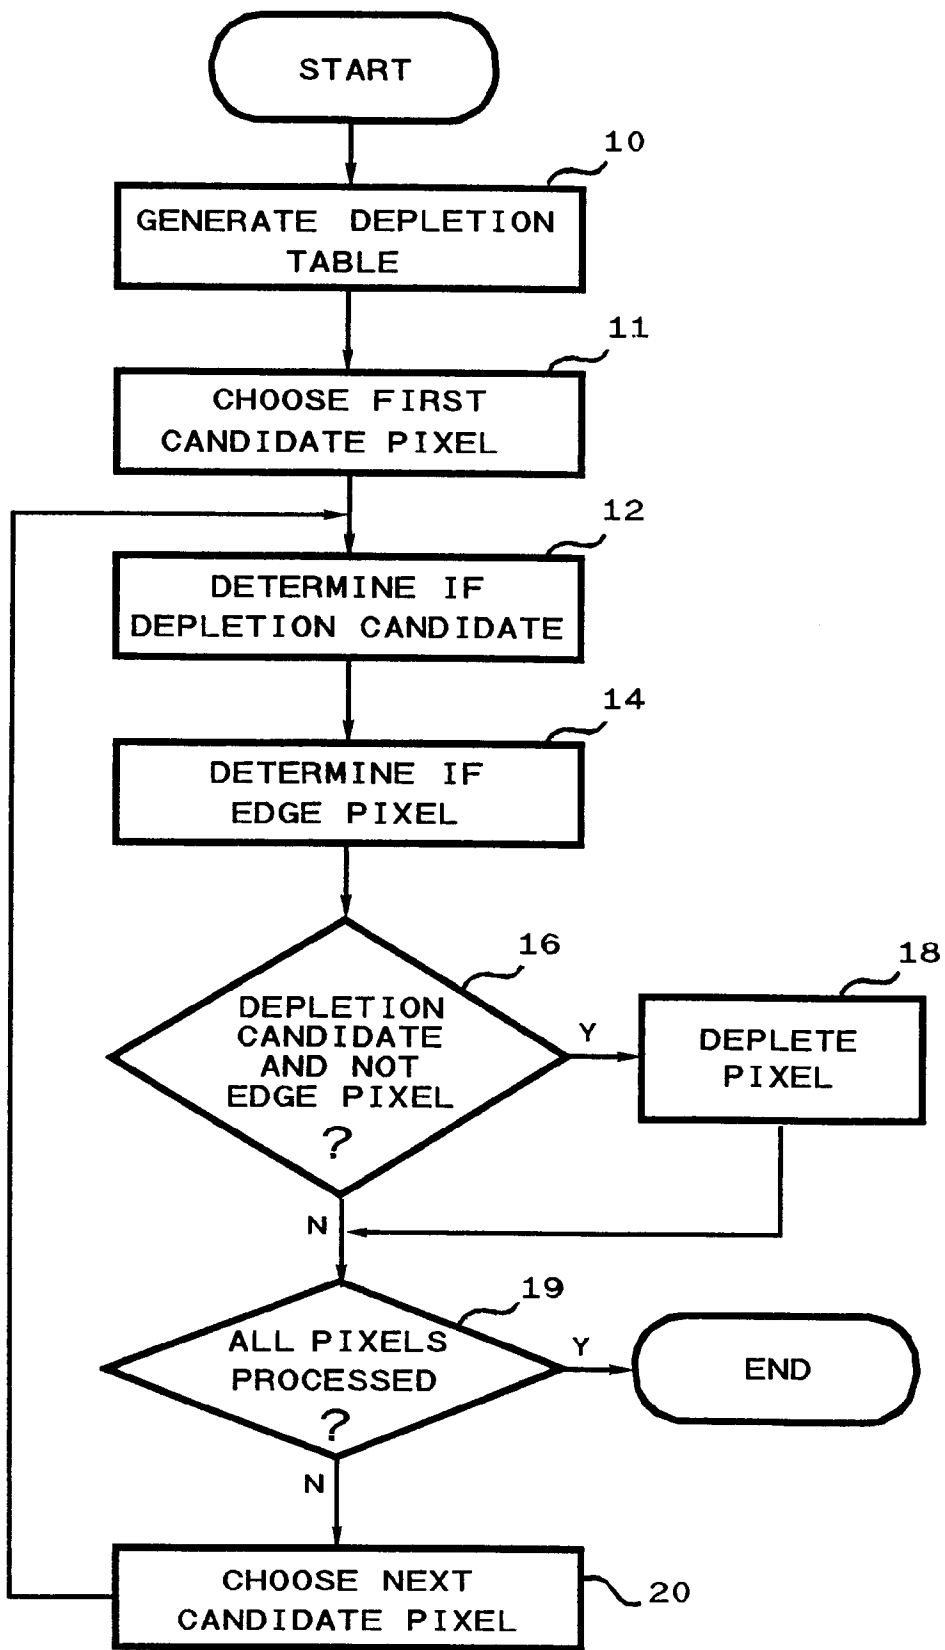 START
10
GENERATE DEPLETION
TABLE
11
CHOOSE FIRST
CANDIDATE PIXEL
12
DETERMINE IF
DEPLETION CANDIDATE
14
DETERMINE IF
EDGE PIXEL
16
DEPLETION
CANDIDATE
AND NOT
EDGE PIXEL
?
Y
18
DEPLETE
PIXEL
N
19
ALL PIXELS
PROCESSED
?
Y
END
N
CHOOSE NEXT
CANDIDATE PIXEL
20